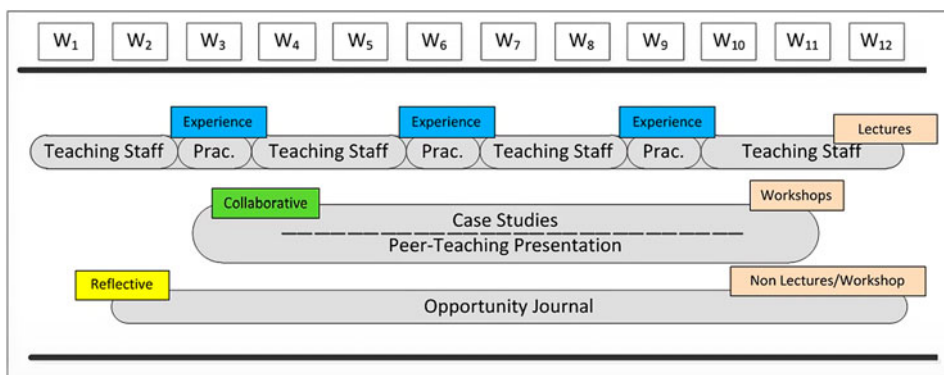 W₁ W₂ W₃ W₄ W₅ W₆ W₇ W₈ W₉ W₁₀ W₁₁ W₁₂
Experience Experience Experience Lectures
Teaching Staff Prac. Teaching Staff Prac. Teaching Staff Prac. Teaching Staff
Collaborative Workshops
Case Studies
Peer-Teaching Presentation
Reflective Non Lectures/Workshop
Opportunity Journal